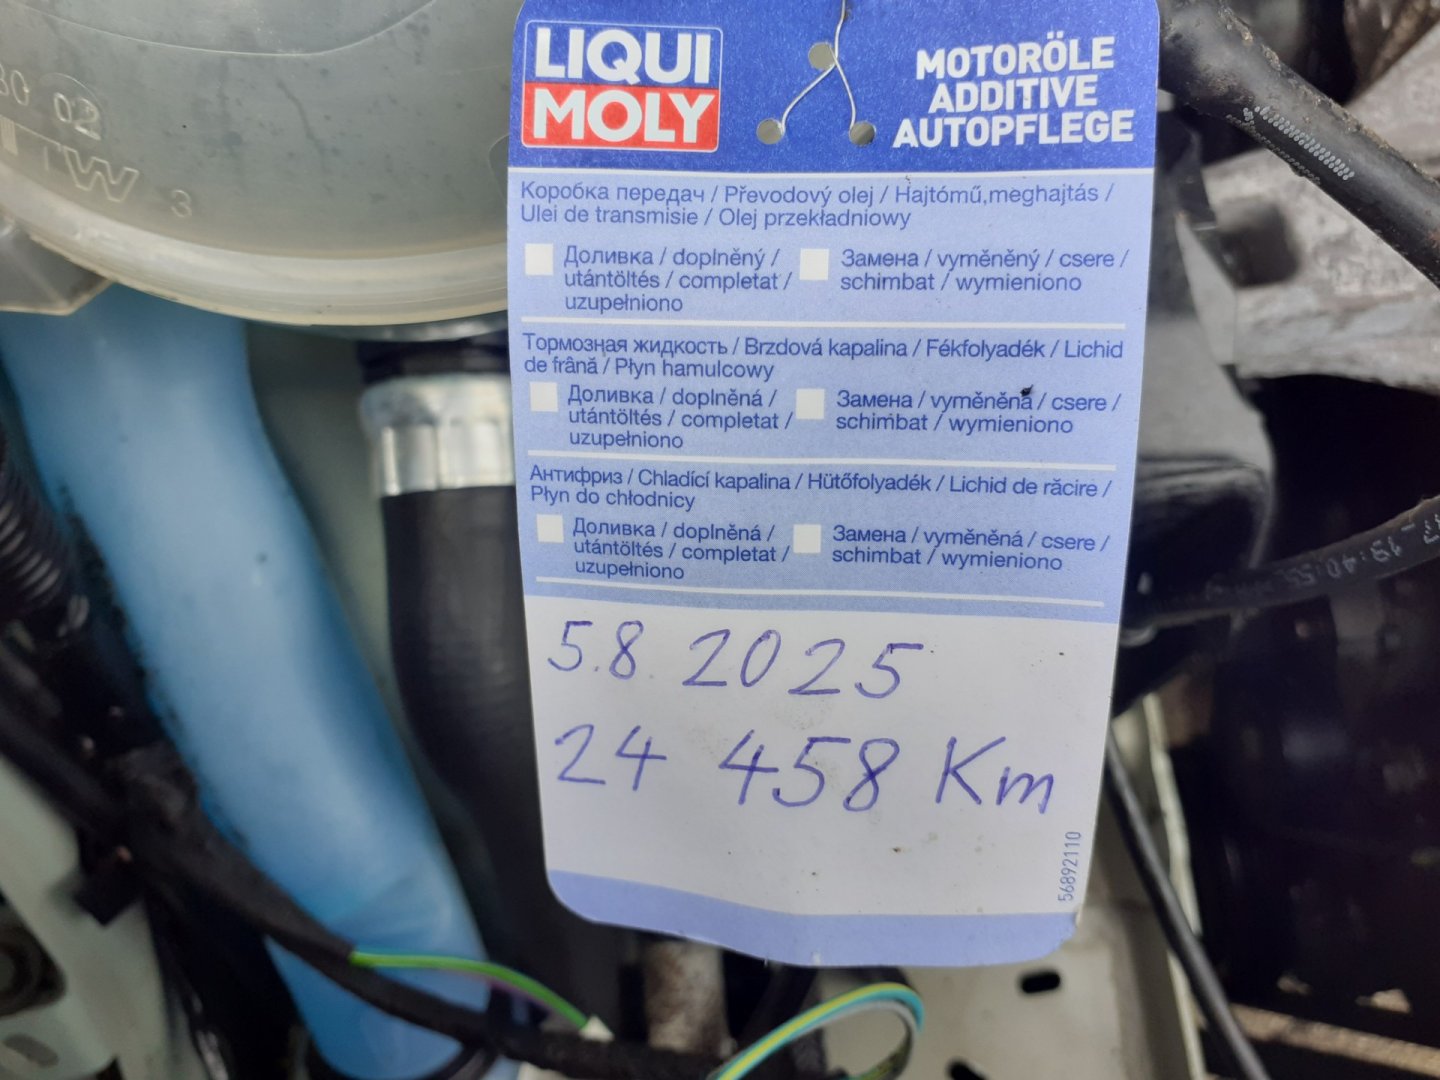 LIQUI
MOLY
MOTORÖLE
ADDITIVE
AUTOPFLEGE
Коробка передач / Převodový olej / Hajtómű,meghajtás /
Ulei de transmisie / Olej przekładniowy
Доливка / doplněný /
utántöltés / completat /
uzupełniono
Замена / vyměněný / csere /
schimbat / wymieniono
Тормозная жидкость / Brzdová kapalina / Fékfolyadék / Lichid
de frână / Płyn hamulcowy
Доливка / doplněná /
utántöltés / completat /
uzupełniono
Замена / vyměněná / csere /
schimbat / wymieniono
Антифриз / Chladící kapalina / Hűtőfolyadék / Lichid de răcire /
Płyn do chłodnicy
Доливка / doplněná /
utántöltés / completat /
uzupełniono
Замена / vyměněná / csere /
schimbat / wymieniono
5.8 2025
24 458 Km
56892110
02
TW 3